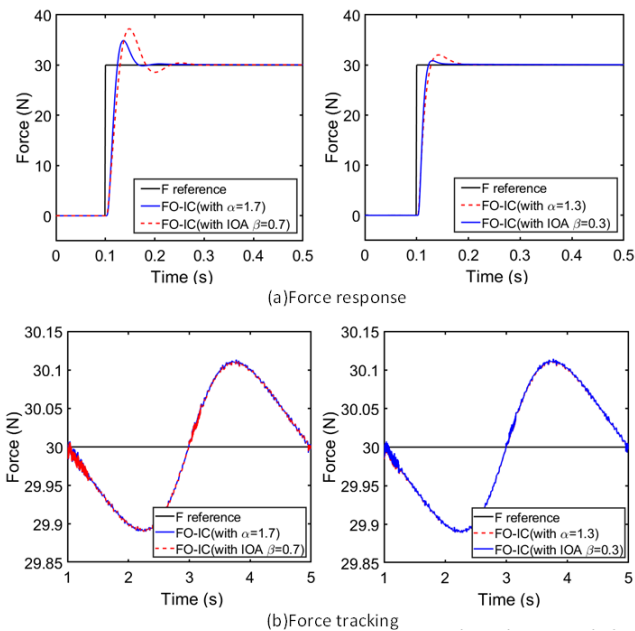 40
30
20
10
0
Force (N)
F reference
FO-IC(with α=1.7)
FO-IC(with IOA β=0.7)
0 0.1 0.2 0.3 0.4 0.5
Time (s)
40
30
20
10
0
Force (N)
F reference
FO-IC(with α=1.3)
FO-IC(with IOA β=0.3)
0 0.1 0.2 0.3 0.4 0.5
Time (s)
(a)Force response
30.15
30.1
30.05
30
29.95
29.9
29.85
Force (N)
F reference
FO-IC(with α=1.7)
FO-IC(with IOA β=0.7)
1 2 3 4 5
Time (s)
30.15
30.1
30.05
30
29.95
29.9
29.85
Force (N)
F reference
FO-IC(with α=1.3)
FO-IC(with IOA β=0.3)
1 2 3 4 5
Time (s)
(b)Force tracking